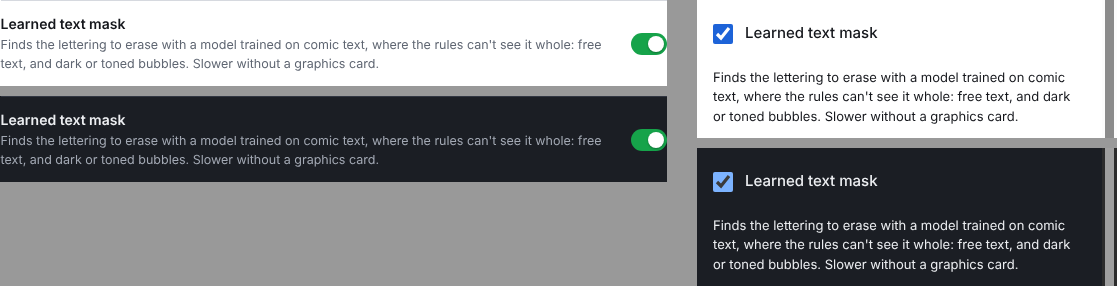 Learned text mask
Finds the lettering to erase with a model trained on comic text, where the rules can't see it whole: free
text, and dark or toned bubbles. Slower without a graphics card.
Learned text mask
Finds the lettering to erase with a model trained on comic text, where the rules can't see it whole: free
text, and dark or toned bubbles. Slower without a graphics card.
Learned text mask
Finds the lettering to erase with a model trained on comic
text, where the rules can't see it whole: free text, and dark
or toned bubbles. Slower without a graphics card.
Learned text mask
Finds the lettering to erase with a model trained on comic
text, where the rules can't see it whole: free text, and dark
or toned bubbles. Slower without a graphics card.